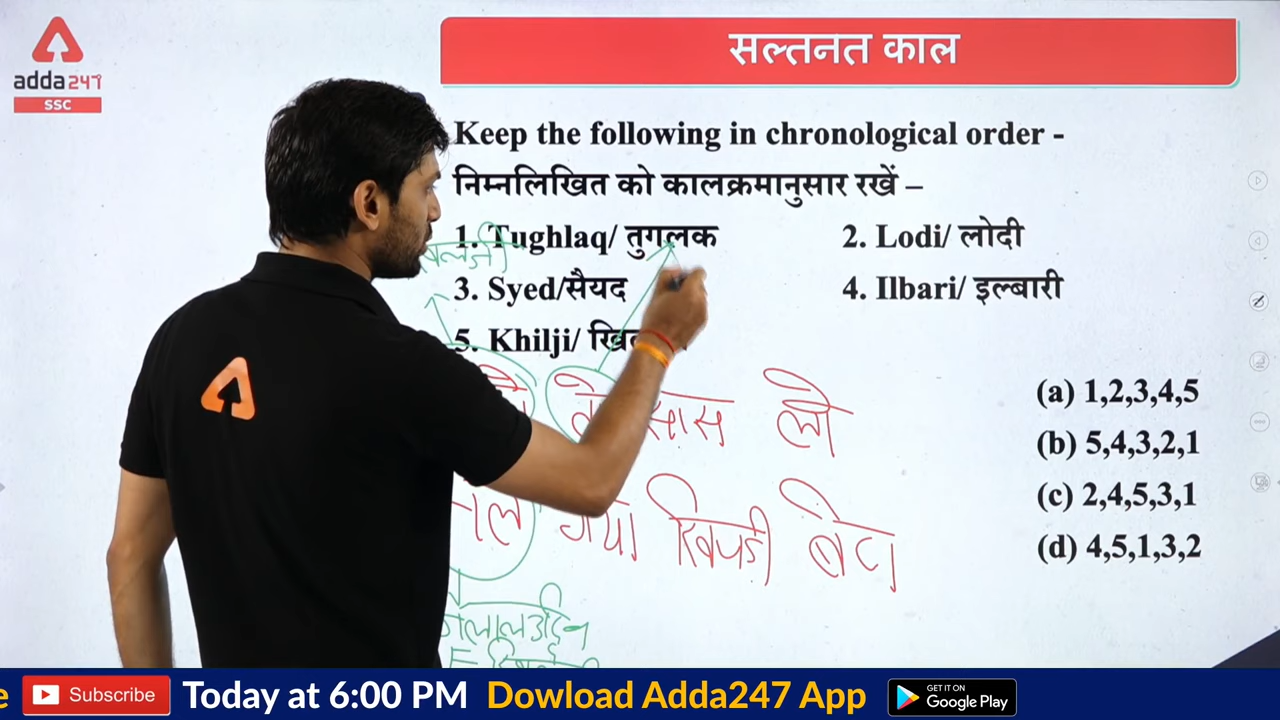 सल्तनत काल
adda247
SSC
Keep the following in chronological order -
निम्नलिखित को कालक्रमानुसार रखें –
1. Tughlaq/ तुगलक
2. Lodi/ लोदी
3. Syed/सैयद
4. Ilbari/ इल्बारी
5. Khilji/
(a) 1,2,3,4,5
(b) 5,4,3,2,1
(c) 2,4,5,3,1
(d) 4,5,1,3,2
सास लो
गया खिचड़ी बेटा
जलालउद्दिन
Subscribe
Today at 6:00 PM Dowload Adda247 App
GET IT ON
Google Play